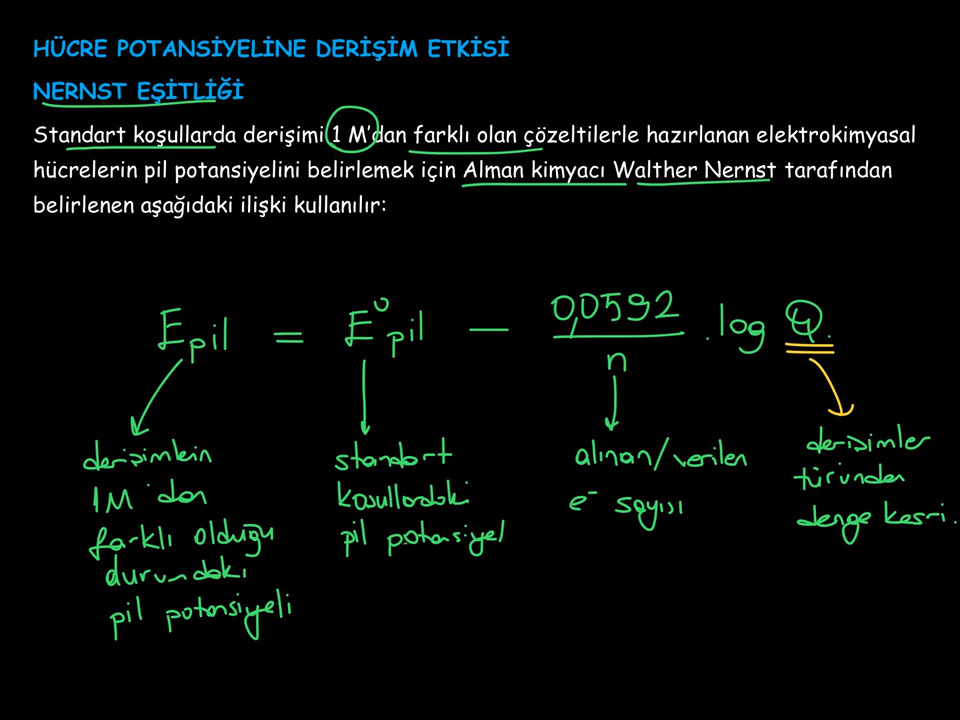 HÜCRE POTANSİYELİNE DERİŞİM ETKİSİ
NERNST EŞİTLİĞİ
Standart koşullarda derişimi 1 M'dan farklı olan çözeltilerle hazırlanan elektrokimyasal
hücrelerin pil potansiyelini belirlemek için Alman kimyacı Walther Nernst tarafından
belirlenen aşağıdaki ilişki kullanılır:
E pil = E⁰ pil — 0,0592 / n . log Q.
derişimlein
1M 'dan
farklı olduğu
durumdaki
pil potansiyeli
standart
koşullardaki
pil potansiyel
alınan/verilen
e⁻ sayısı
derişimler
türünden
denge kesri.